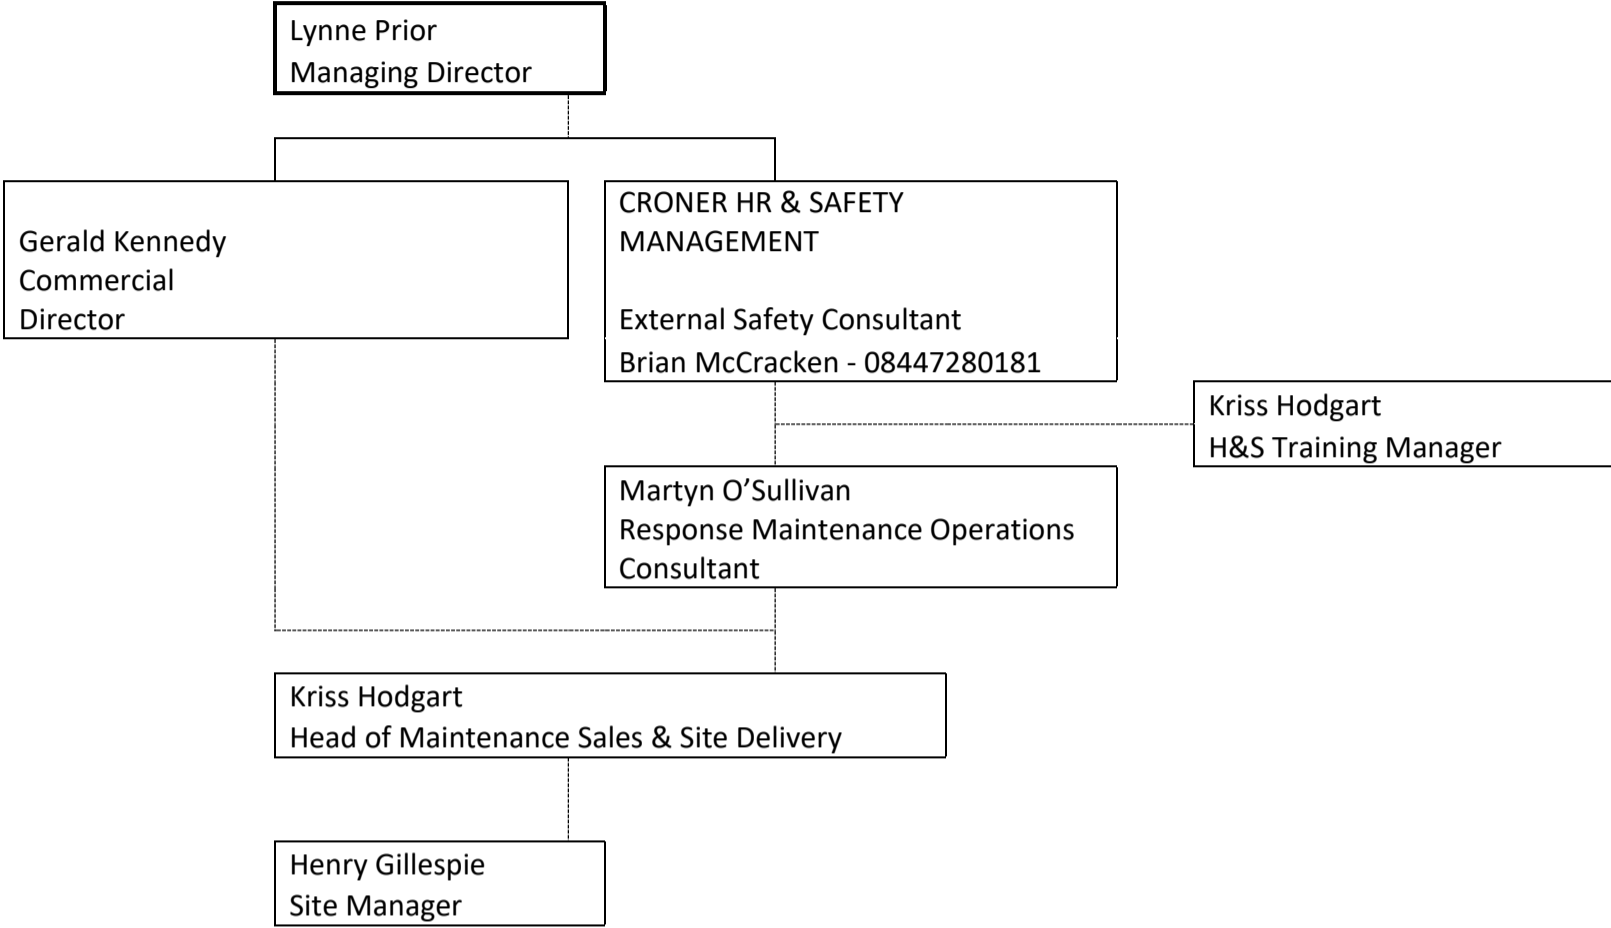 Lynne Prior
Managing Director
Gerald Kennedy
Commercial
Director
CRONER HR & SAFETY
MANAGEMENT
External Safety Consultant
Brian McCracken - 08447280181
Kriss Hodgart
H&S Training Manager
Martyn O’Sullivan
Response Maintenance Operations
Consultant
Kriss Hodgart
Head of Maintenance Sales & Site Delivery
Henry Gillespie
Site Manager